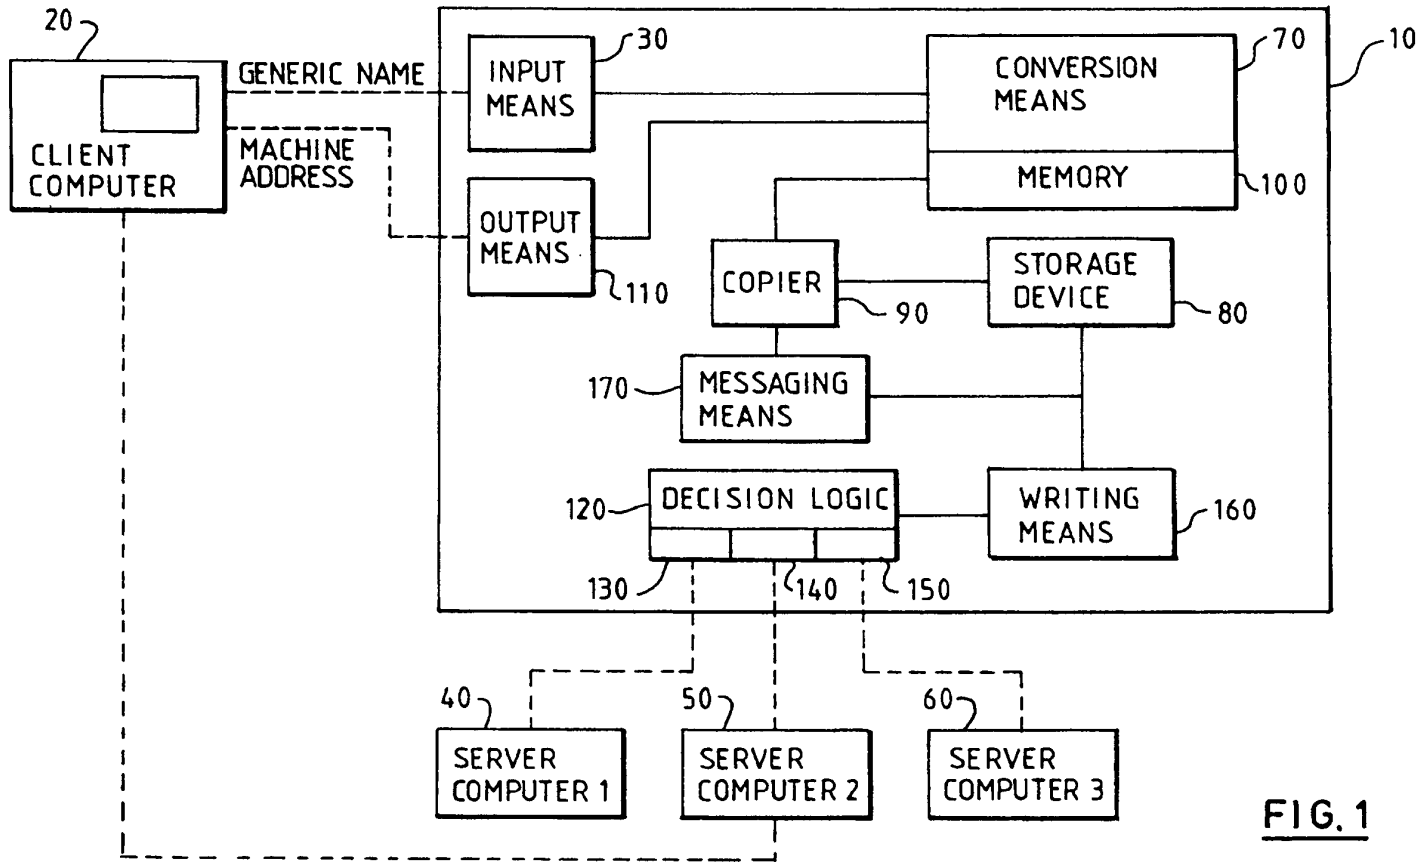 20
30
70
10
GENERIC NAME
INPUT
MEANS
CONVERSION
MEANS
CLIENT
COMPUTER
MACHINE
ADDRESS
MEMORY
100
OUTPUT
MEANS
110
COPIER
90
STORAGE
DEVICE
80
170
MESSAGING
MEANS
120
DECISION LOGIC
WRITING
MEANS
160
130
140
150
40
50
60
SERVER
COMPUTER 1
SERVER
COMPUTER 2
SERVER
COMPUTER 3
FIG. 1